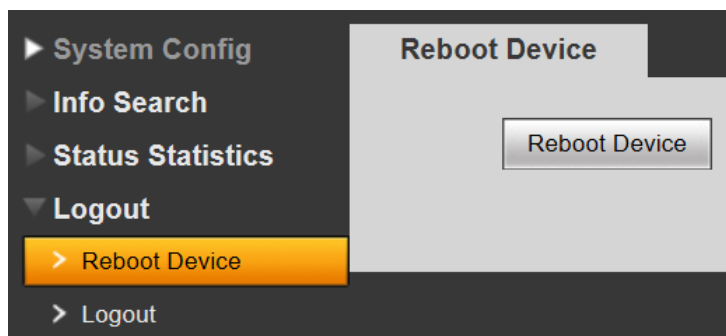 System Config
Info Search
Status Statistics
Logout
Reboot Device
Logout
Reboot Device
Reboot Device